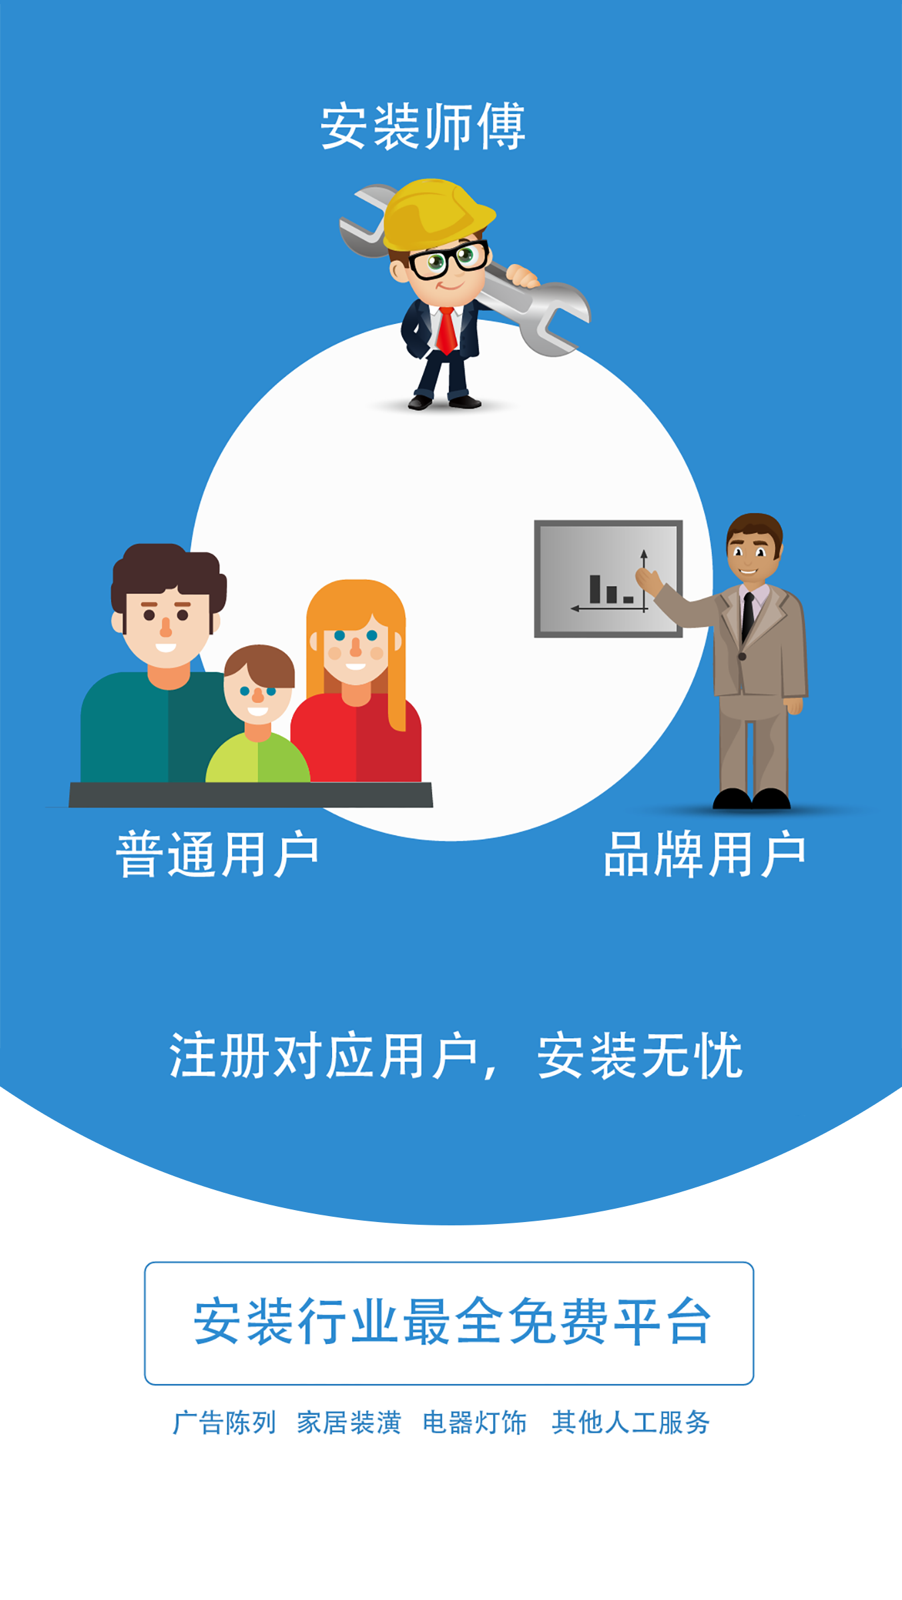 安装师傅
普通用户 品牌用户
注册对应用户，安装无忧
安装行业最全免费平台
广告陈列 家居装潢 电器灯饰 其他人工服务